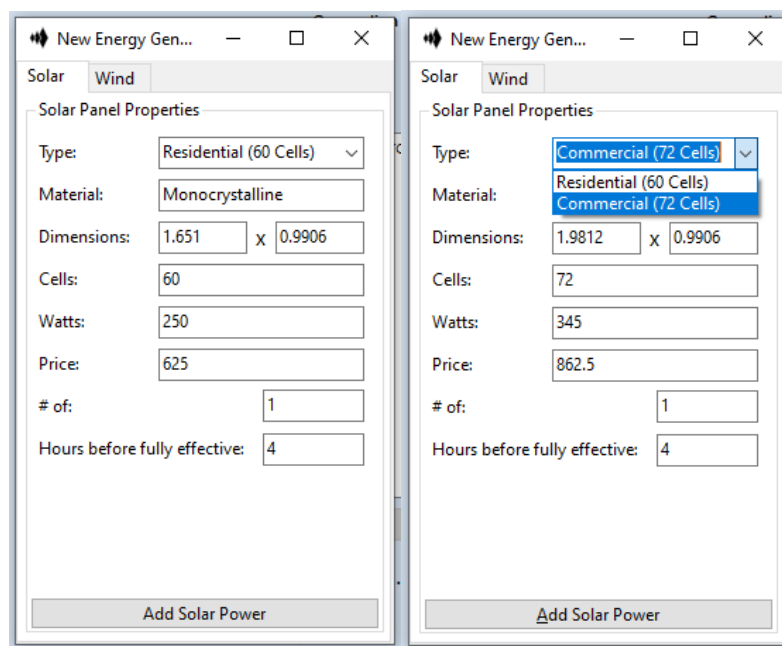 New Energy Gen...
Solar Wind
Solar Panel Properties
Type: Residential (60 Cells)
Material: Monocrystalline
Dimensions: 1.651 x 0.9906
Cells: 60
Watts: 250
Price: 625
# of: 1
Hours before fully effective: 4
Add Solar Power
New Energy Gen...
Solar Wind
Solar Panel Properties
Type: Commercial (72 Cells)
Residential (60 Cells)
Material: Commercial (72 Cells)
Dimensions: 1.9812 x 0.9906
Cells: 72
Watts: 345
Price: 862.5
# of: 1
Hours before fully effective: 4
Add Solar Power